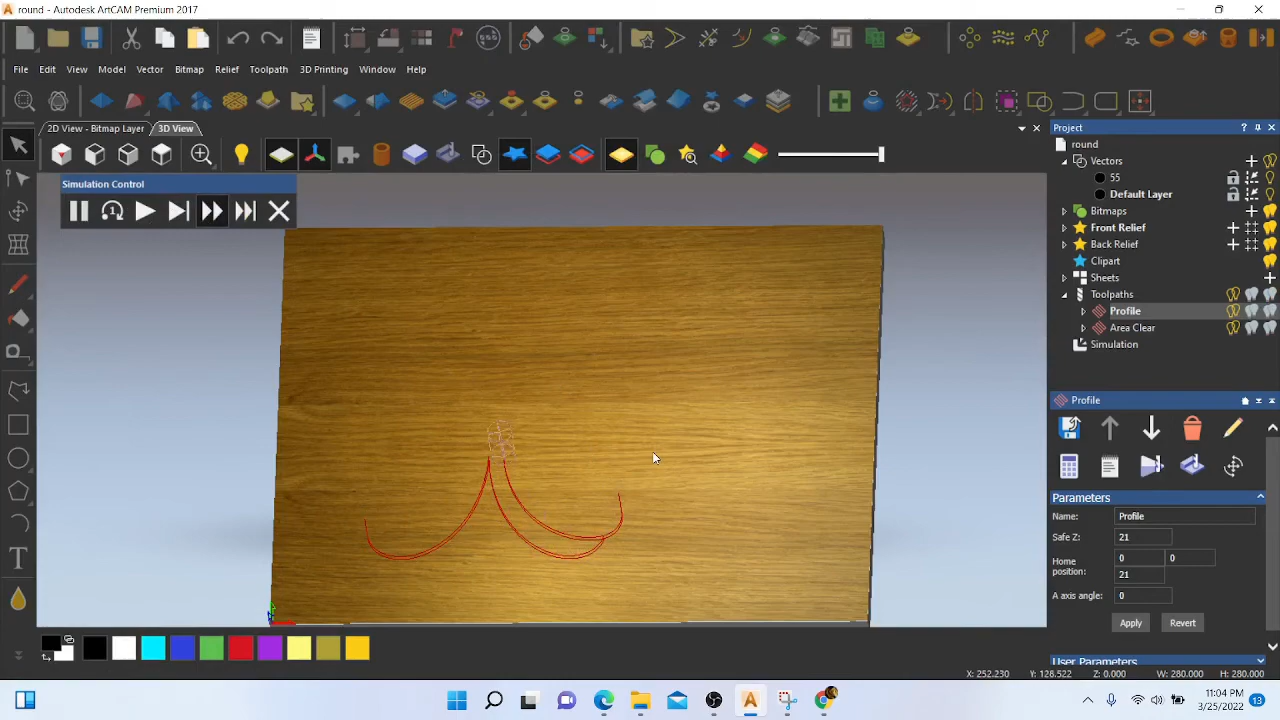 round - Autodesk ArtCAM Premium 2017
File Edit View Model Vector Bitmap Relief Toolpath 3D Printing Window Help
2D View - Bitmap Layer 3D View
Simulation Control
Project
round
Vectors
55
Default Layer
Bitmaps
Front Relief
Back Relief
Clipart
Sheets
Toolpaths
Profile
Area Clear
Simulation
Profile
Parameters
Name: Profile
Safe Z: 21
Home position: 0 0
21
A axis angle: 0
Apply Revert
User Parameters
X: 252.230 Y: 128.522 Z: 0.000 W: 280.000 H: 280.000
11:04 PM
3/25/2022
13